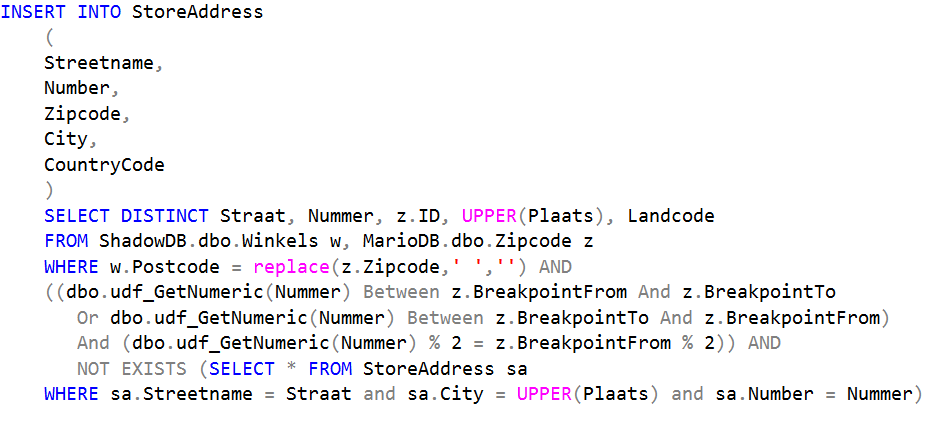 INSERT INTO StoreAddress
(
Streetname,
Number,
Zipcode,
City,
CountryCode
)
SELECT DISTINCT Straat, Nummer, z.ID, UPPER(Plaats), Landcode
FROM ShadowDB.dbo.Winkels w, MarioDB.dbo.Zipcode z
WHERE w.Postcode = replace(z.Zipcode,' ','') AND
((dbo.udf_GetNumeric(Nummer) Between z.BreakpointFrom And z.BreakpointTo
Or dbo.udf_GetNumeric(Nummer) Between z.BreakpointTo And z.BreakpointFrom)
And (dbo.udf_GetNumeric(Nummer) % 2 = z.BreakpointFrom % 2)) AND
NOT EXISTS (SELECT * FROM StoreAddress sa
WHERE sa.Streetname = Straat and sa.City = UPPER(Plaats) and sa.Number = Nummer)